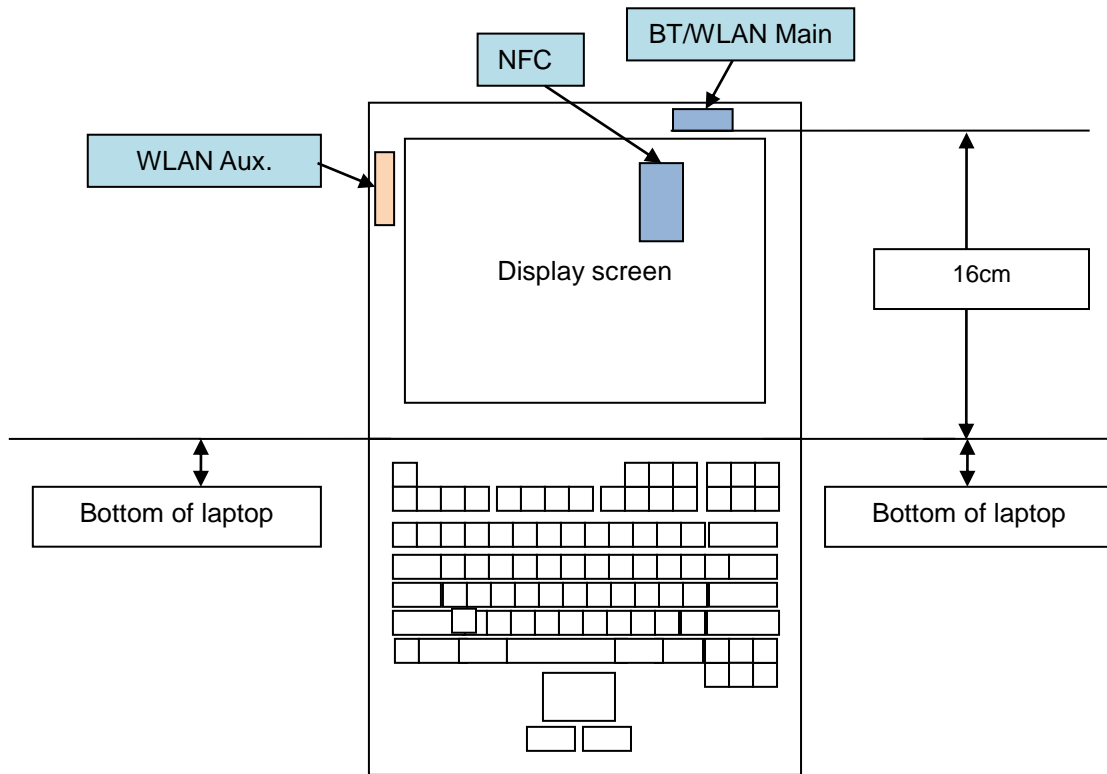 BT/WLAN Main
NFC
WLAN Aux.
Display screen
16cm
Bottom of laptop
Bottom of laptop